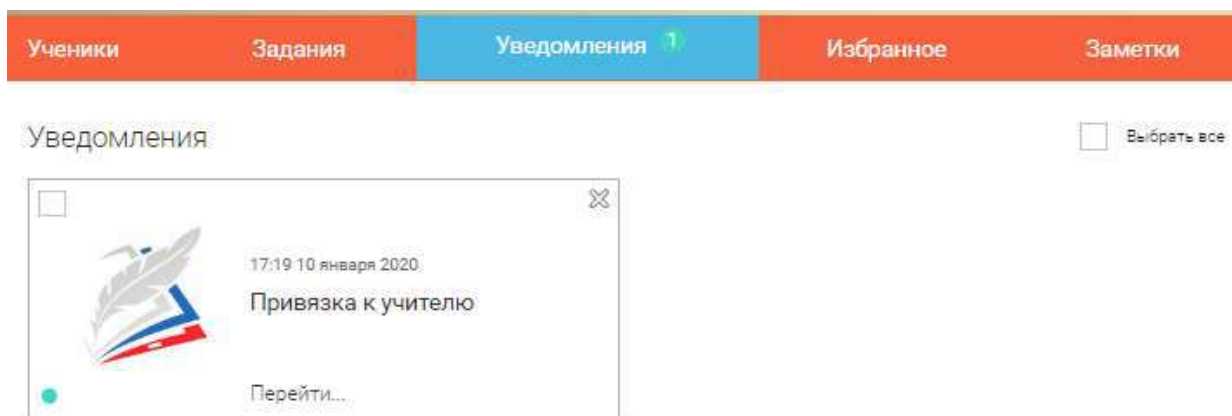 Ученики Задания Уведомления 1 Избранное Заметки
Уведомления Выбрать все
17:19 10 января 2020
Привязка к учителю
Перейти...